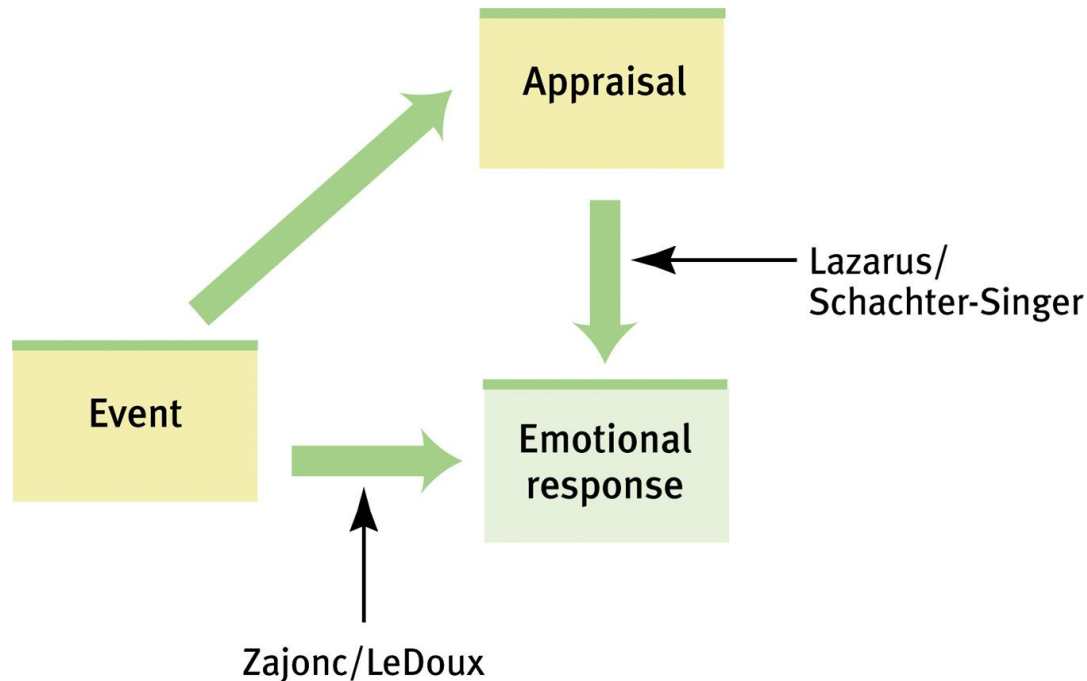 Appraisal
Lazarus/
Schachter-Singer
Event
Emotional
response
Zajonc/LeDoux